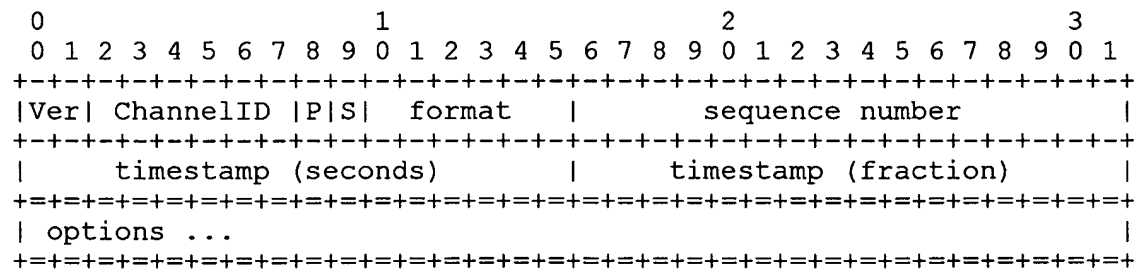 0                   1                   2                   3
0 1 2 3 4 5 6 7 8 9 0 1 2 3 4 5 6 7 8 9 0 1 2 3 4 5 6 7 8 9 0 1
+-+-+-+-+-+-+-+-+-+-+-+-+-+-+-+-+-+-+-+-+-+-+-+-+-+-+-+-+-+-+-+-+
|Ver| ChannelID |P|S|  format   |       sequence number         |
+-+-+-+-+-+-+-+-+-+-+-+-+-+-+-+-+-+-+-+-+-+-+-+-+-+-+-+-+-+-+-+-+
|     timestamp (seconds)       |     timestamp (fraction)      |
+=+=+=+=+=+=+=+=+=+=+=+=+=+=+=+=+=+=+=+=+=+=+=+=+=+=+=+=+=+=+=+=+
| options ...                                                   |
+=+=+=+=+=+=+=+=+=+=+=+=+=+=+=+=+=+=+=+=+=+=+=+=+=+=+=+=+=+=+=+=+